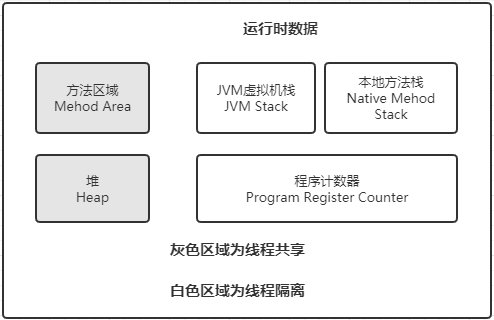 运行时数据
方法区域
Mehod Area
JVM虚拟机栈
JVM Stack
本地方法栈
Native Mehod
Stack
堆
Heap
程序计数器
Program Register Counter
灰色区域为线程共享
白色区域为线程隔离